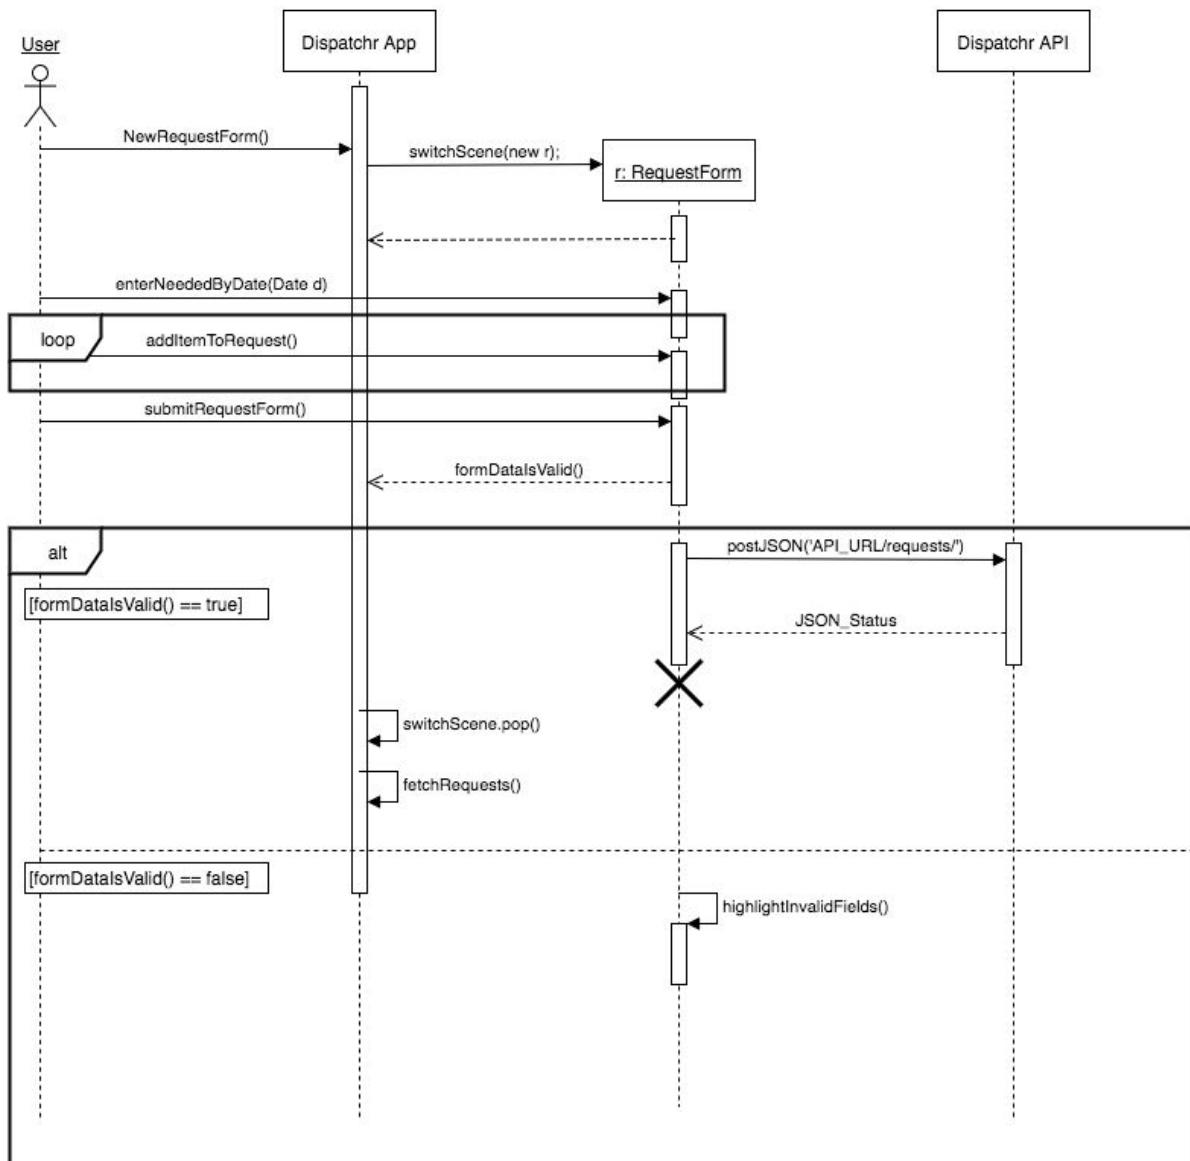 User
Dispatchr App
Dispatchr API
NewRequestForm()
switchScene(new r);
r: RequestForm
enterNeededByDate(Date d)
loop
addItemToRequest()
submitRequestForm()
formDataIsValid()
alt
postJSON('API_URL/requests/')
[formDataIsValid() == true]
JSON_Status
switchScene.pop()
fetchRequests()
[formDataIsValid() == false]
highlightInvalidFields()